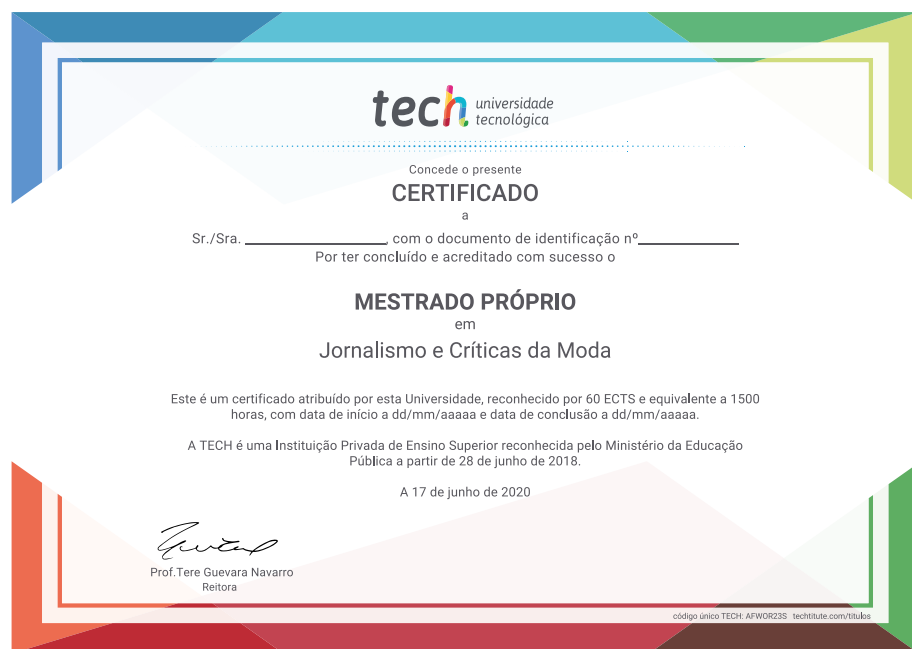 tech universidade
tecnológica
Concede o presente
CERTIFICADO
a
Sr./Sra. ________________, com o documento de identificação nº____________
Por ter concluído e acreditado com sucesso o
MESTRADO PRÓPRIO
em
Jornalismo e Críticas da Moda
Este é um certificado atribuído por esta Universidade, reconhecido por 60 ECTS e equivalente a 1500
horas, com data de início a dd/mm/aaaaa e data de conclusão a dd/mm/aaaaa.
A TECH é uma Instituição Privada de Ensino Superior reconhecida pelo Ministério da Educação
Pública a partir de 28 de junho de 2018.
A 17 de junho de 2020
Prof.Tere Guevara Navarro
Reitora
código único TECH: AFWOR23S techtitute.com/titulos